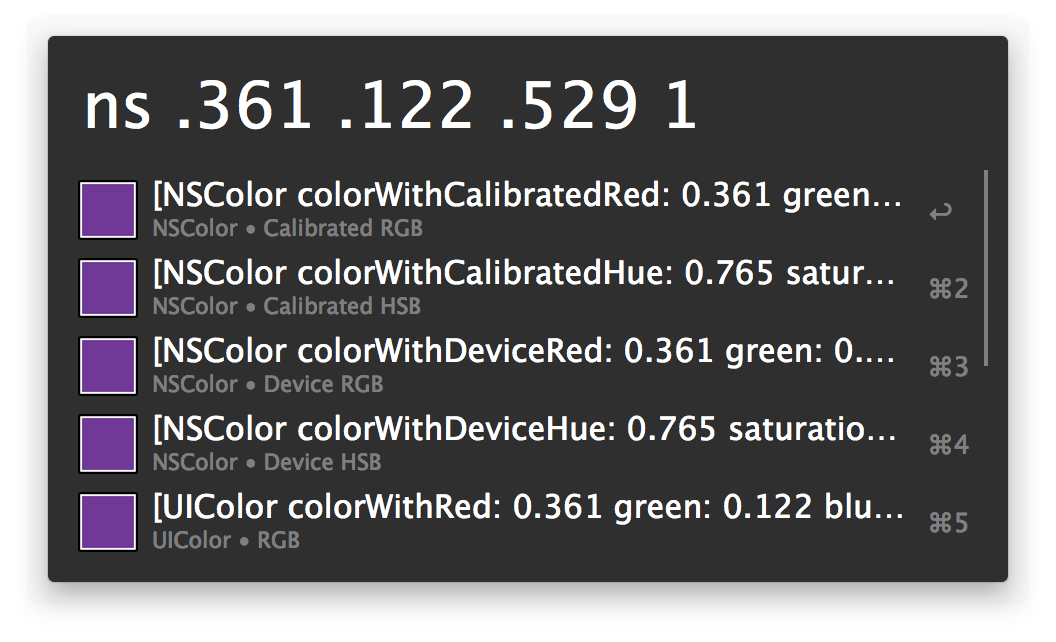 ns .361 .122 .529 1
[NSColor colorWithCalibratedRed: 0.361 green…
NSColor • Calibrated RGB
↩
[NSColor colorWithCalibratedHue: 0.765 satur…
NSColor • Calibrated HSB
⌘2
[NSColor colorWithDeviceRed: 0.361 green: 0.…
NSColor • Device RGB
⌘3
[NSColor colorWithDeviceHue: 0.765 saturatio…
NSColor • Device HSB
⌘4
[UIColor colorWithRed: 0.361 green: 0.122 blu…
UIColor • RGB
⌘5